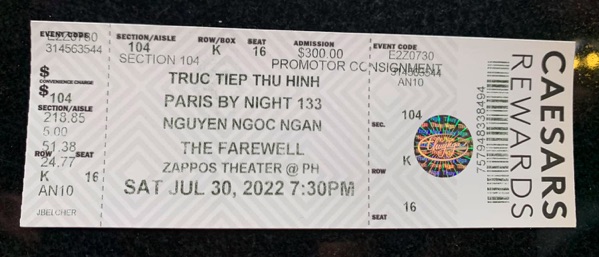 EVENT CODE SECTION/AISLE ROW/BOX SEAT ADMISSION EVENT CODE
EZZ0730 104 K 16 $300.00 EZZ0730
314563544 SECTION 104 PROMOTOR CONSIGNMENT
314563544
$ TRUC TIEP THU HINH AN10
CONVENIENCE CHARGE
$ PARIS BY NIGHT 133
104
SECTION/AISLE 104
218.85 NGUYEN NGOC NGAN SEC.
5.00
51.38 THE FAREWELL
ROW SEAT
24.77 ZAPPOS THEATER @ PH K
K 16 SAT JUL 30, 2022 7:30PM ROW
AN10
JBELCHER 16
SEAT
CAESARS
REWARDS